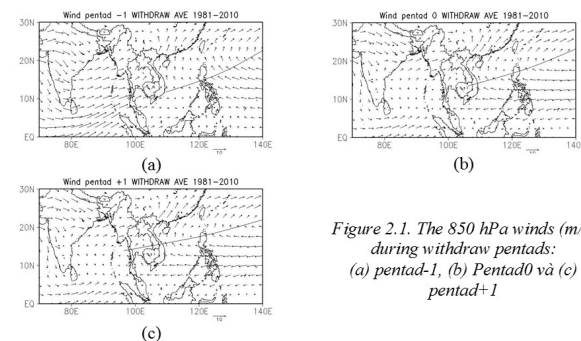 Wind pentad -1 WITHDRAW AVE 1981-2010
30N
20N
10N
EQ
80E
100E
120E
140E
10
(a)
Wind pentad 0 WITHDRAW AVE 1981-2010
30N
20N
10N
EQ
80E
100E
120E
140E
(b)
Wind pentad +1 WITHDRAW AVE 1981-2010
30N
20N
10N
EQ
80E
100E
120E
140E
10
(c)
Figure 2.1. The 850 hPa winds (m/
during withdraw pentads:
(a) pentad-1, (b) Pentad0 và (c)
pentad+1